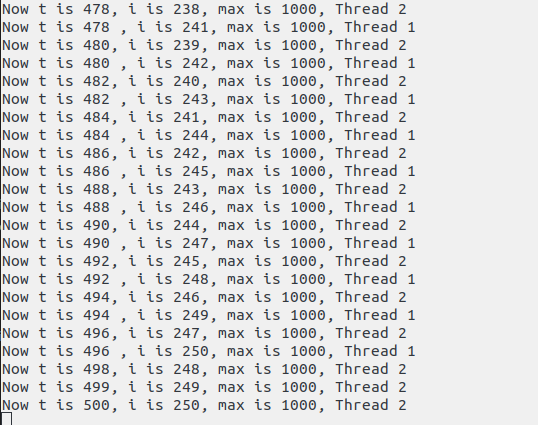 Now t is 478, i is 238, max is 1000, Thread 2
Now t is 478 , i is 241, max is 1000, Thread 1
Now t is 480, i is 239, max is 1000, Thread 2
Now t is 480 , i is 242, max is 1000, Thread 1
Now t is 482, i is 240, max is 1000, Thread 2
Now t is 482 , i is 243, max is 1000, Thread 1
Now t is 484, i is 241, max is 1000, Thread 2
Now t is 484 , i is 244, max is 1000, Thread 1
Now t is 486, i is 242, max is 1000, Thread 2
Now t is 486 , i is 245, max is 1000, Thread 1
Now t is 488, i is 243, max is 1000, Thread 2
Now t is 488 , i is 246, max is 1000, Thread 1
Now t is 490, i is 244, max is 1000, Thread 2
Now t is 490 , i is 247, max is 1000, Thread 1
Now t is 492, i is 245, max is 1000, Thread 2
Now t is 492 , i is 248, max is 1000, Thread 1
Now t is 494, i is 246, max is 1000, Thread 2
Now t is 494 , i is 249, max is 1000, Thread 1
Now t is 496, i is 247, max is 1000, Thread 2
Now t is 496 , i is 250, max is 1000, Thread 1
Now t is 498, i is 248, max is 1000, Thread 2
Now t is 499, i is 249, max is 1000, Thread 2
Now t is 500, i is 250, max is 1000, Thread 2